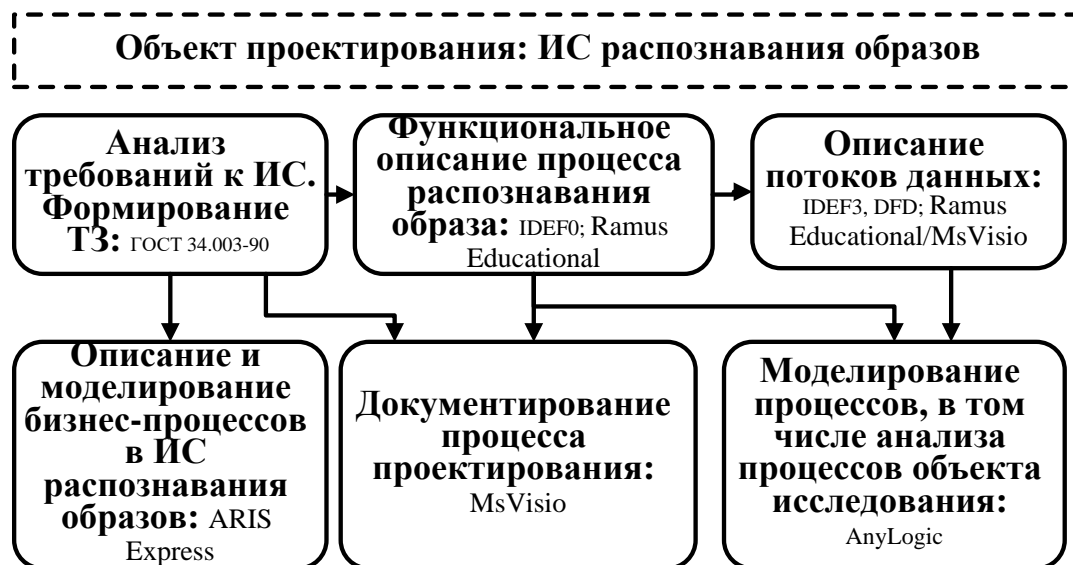 Объект проектирования: ИС распознавания образов
Анализ
требований к ИС.
Формирование
ТЗ: ГОСТ 34.003-90
Функциональное
описание процесса
распознавания
образа: IDEF0; Ramus
Educational
Описание
потоков данных:
IDEF3, DFD; Ramus
Educational/MsVisio
Описание и
моделирование
бизнес-процессов
в ИС
распознавания
образов: ARIS
Express
Документирование
процесса
проектирования:
MsVisio
Моделирование
процессов, в том
числе анализа
процессов объекта
исследования:
AnyLogic